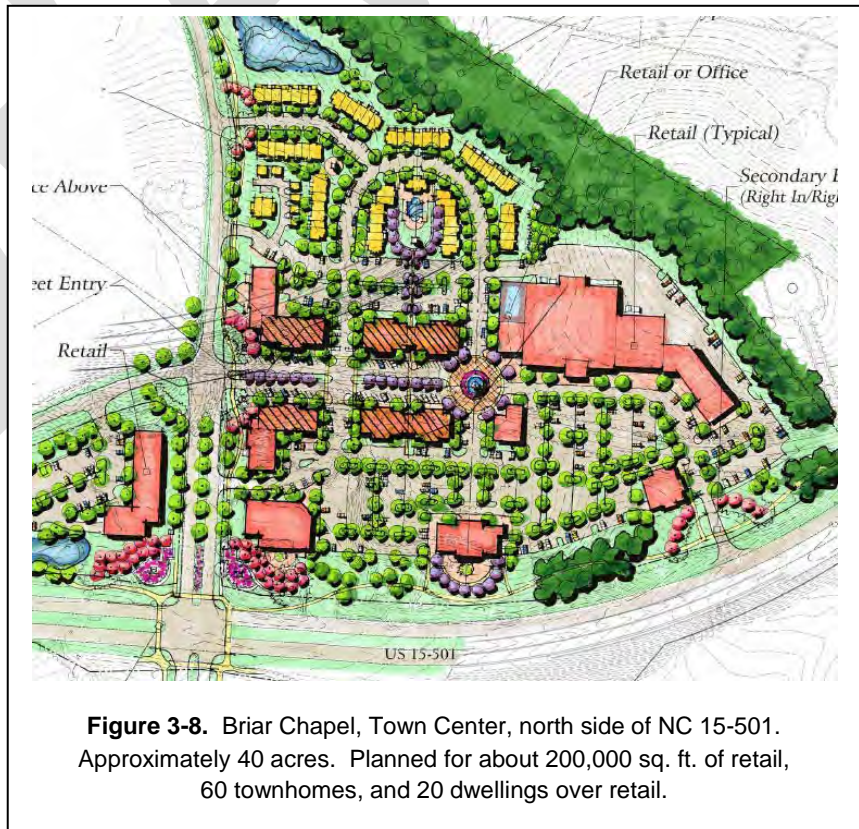 Retail or Office
Retail (Typical)
Secondary
(Right In/Righ
ce Above
eet Entry
Retail
US 15-501
Figure 3-8. Briar Chapel, Town Center, north side of NC 15-501.
Approximately 40 acres. Planned for about 200,000 sq. ft. of retail,
60 townhomes, and 20 dwellings over retail.